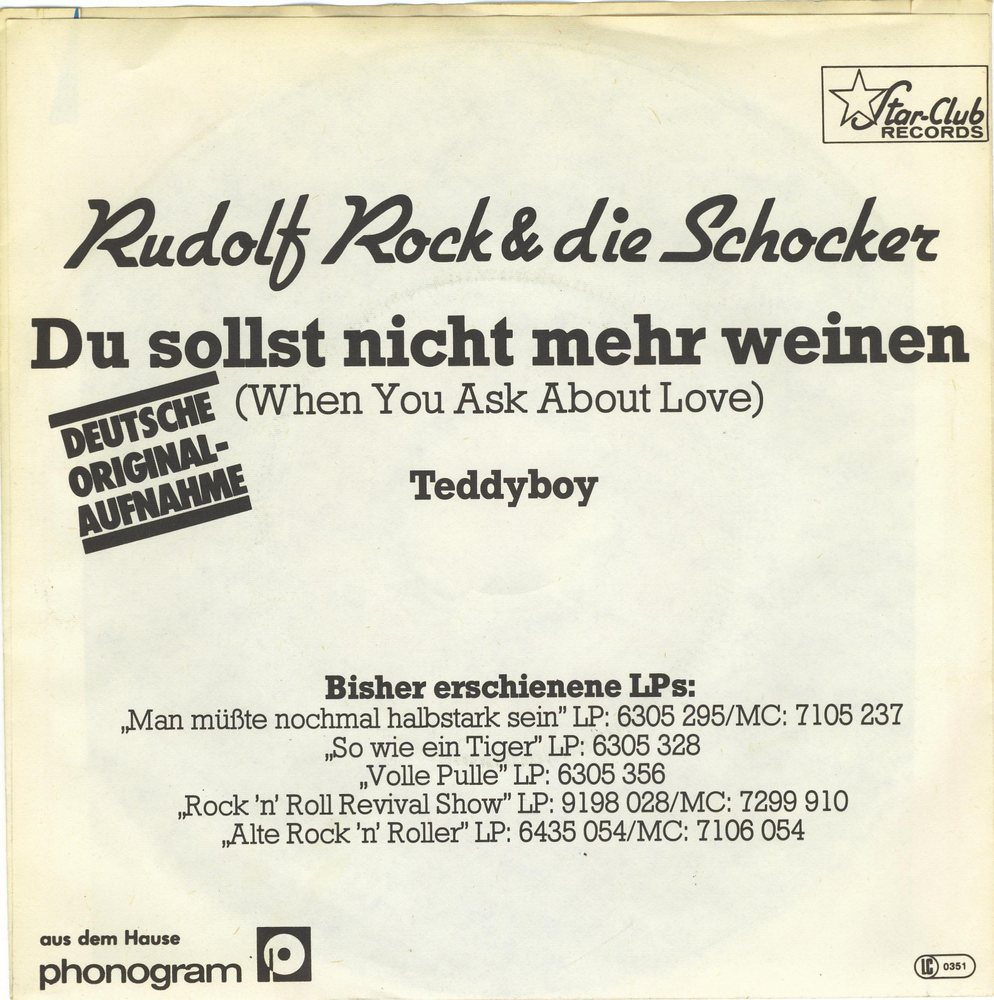 Star-Club
RECORDS
Rudolf Rock & die Schocker
Du sollst nicht mehr weinen
(When You Ask About Love)
DEUTSCHE
ORIGINAL-
AUFNAHME
Teddyboy
Bisher erschienene LPs:
„Man müßte nochmal halbstark sein” LP: 6305 295/MC: 7105 237
„So wie ein Tiger” LP: 6305 328
„Volle Pulle” LP: 6305 356
„Rock 'n' Roll Revival Show” LP: 9198 028/MC: 7299 910
„Alte Rock 'n' Roller” LP: 6435 054/MC: 7106 054
aus dem Hause
phonogram P
LC 0351